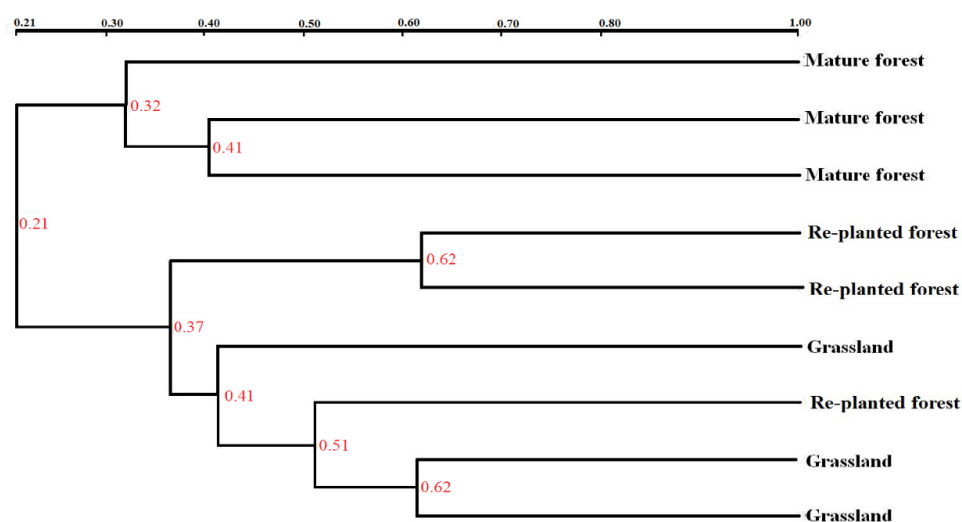 0.21 0.30 0.40 0.50 0.60 0.70 0.80 1.00
Mature forest
0.32
Mature forest
0.41
Mature forest
0.21
Re-planted forest
0.62
Re-planted forest
0.37
Grassland
0.41
Re-planted forest
0.51
Grassland
0.62
Grassland